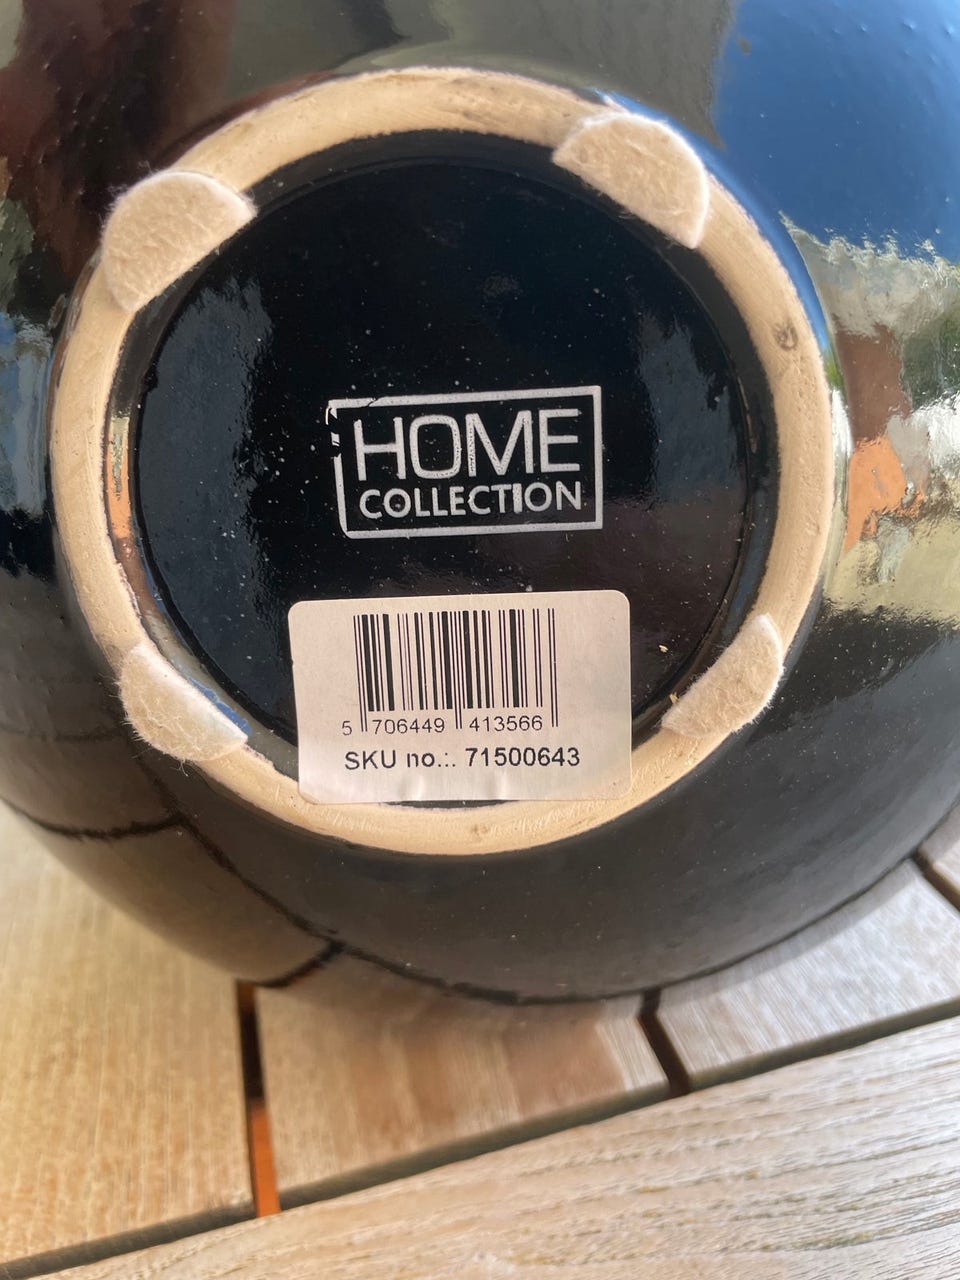 HOME
COLLECTION
5 706449 413566
SKU no.:. 71500643